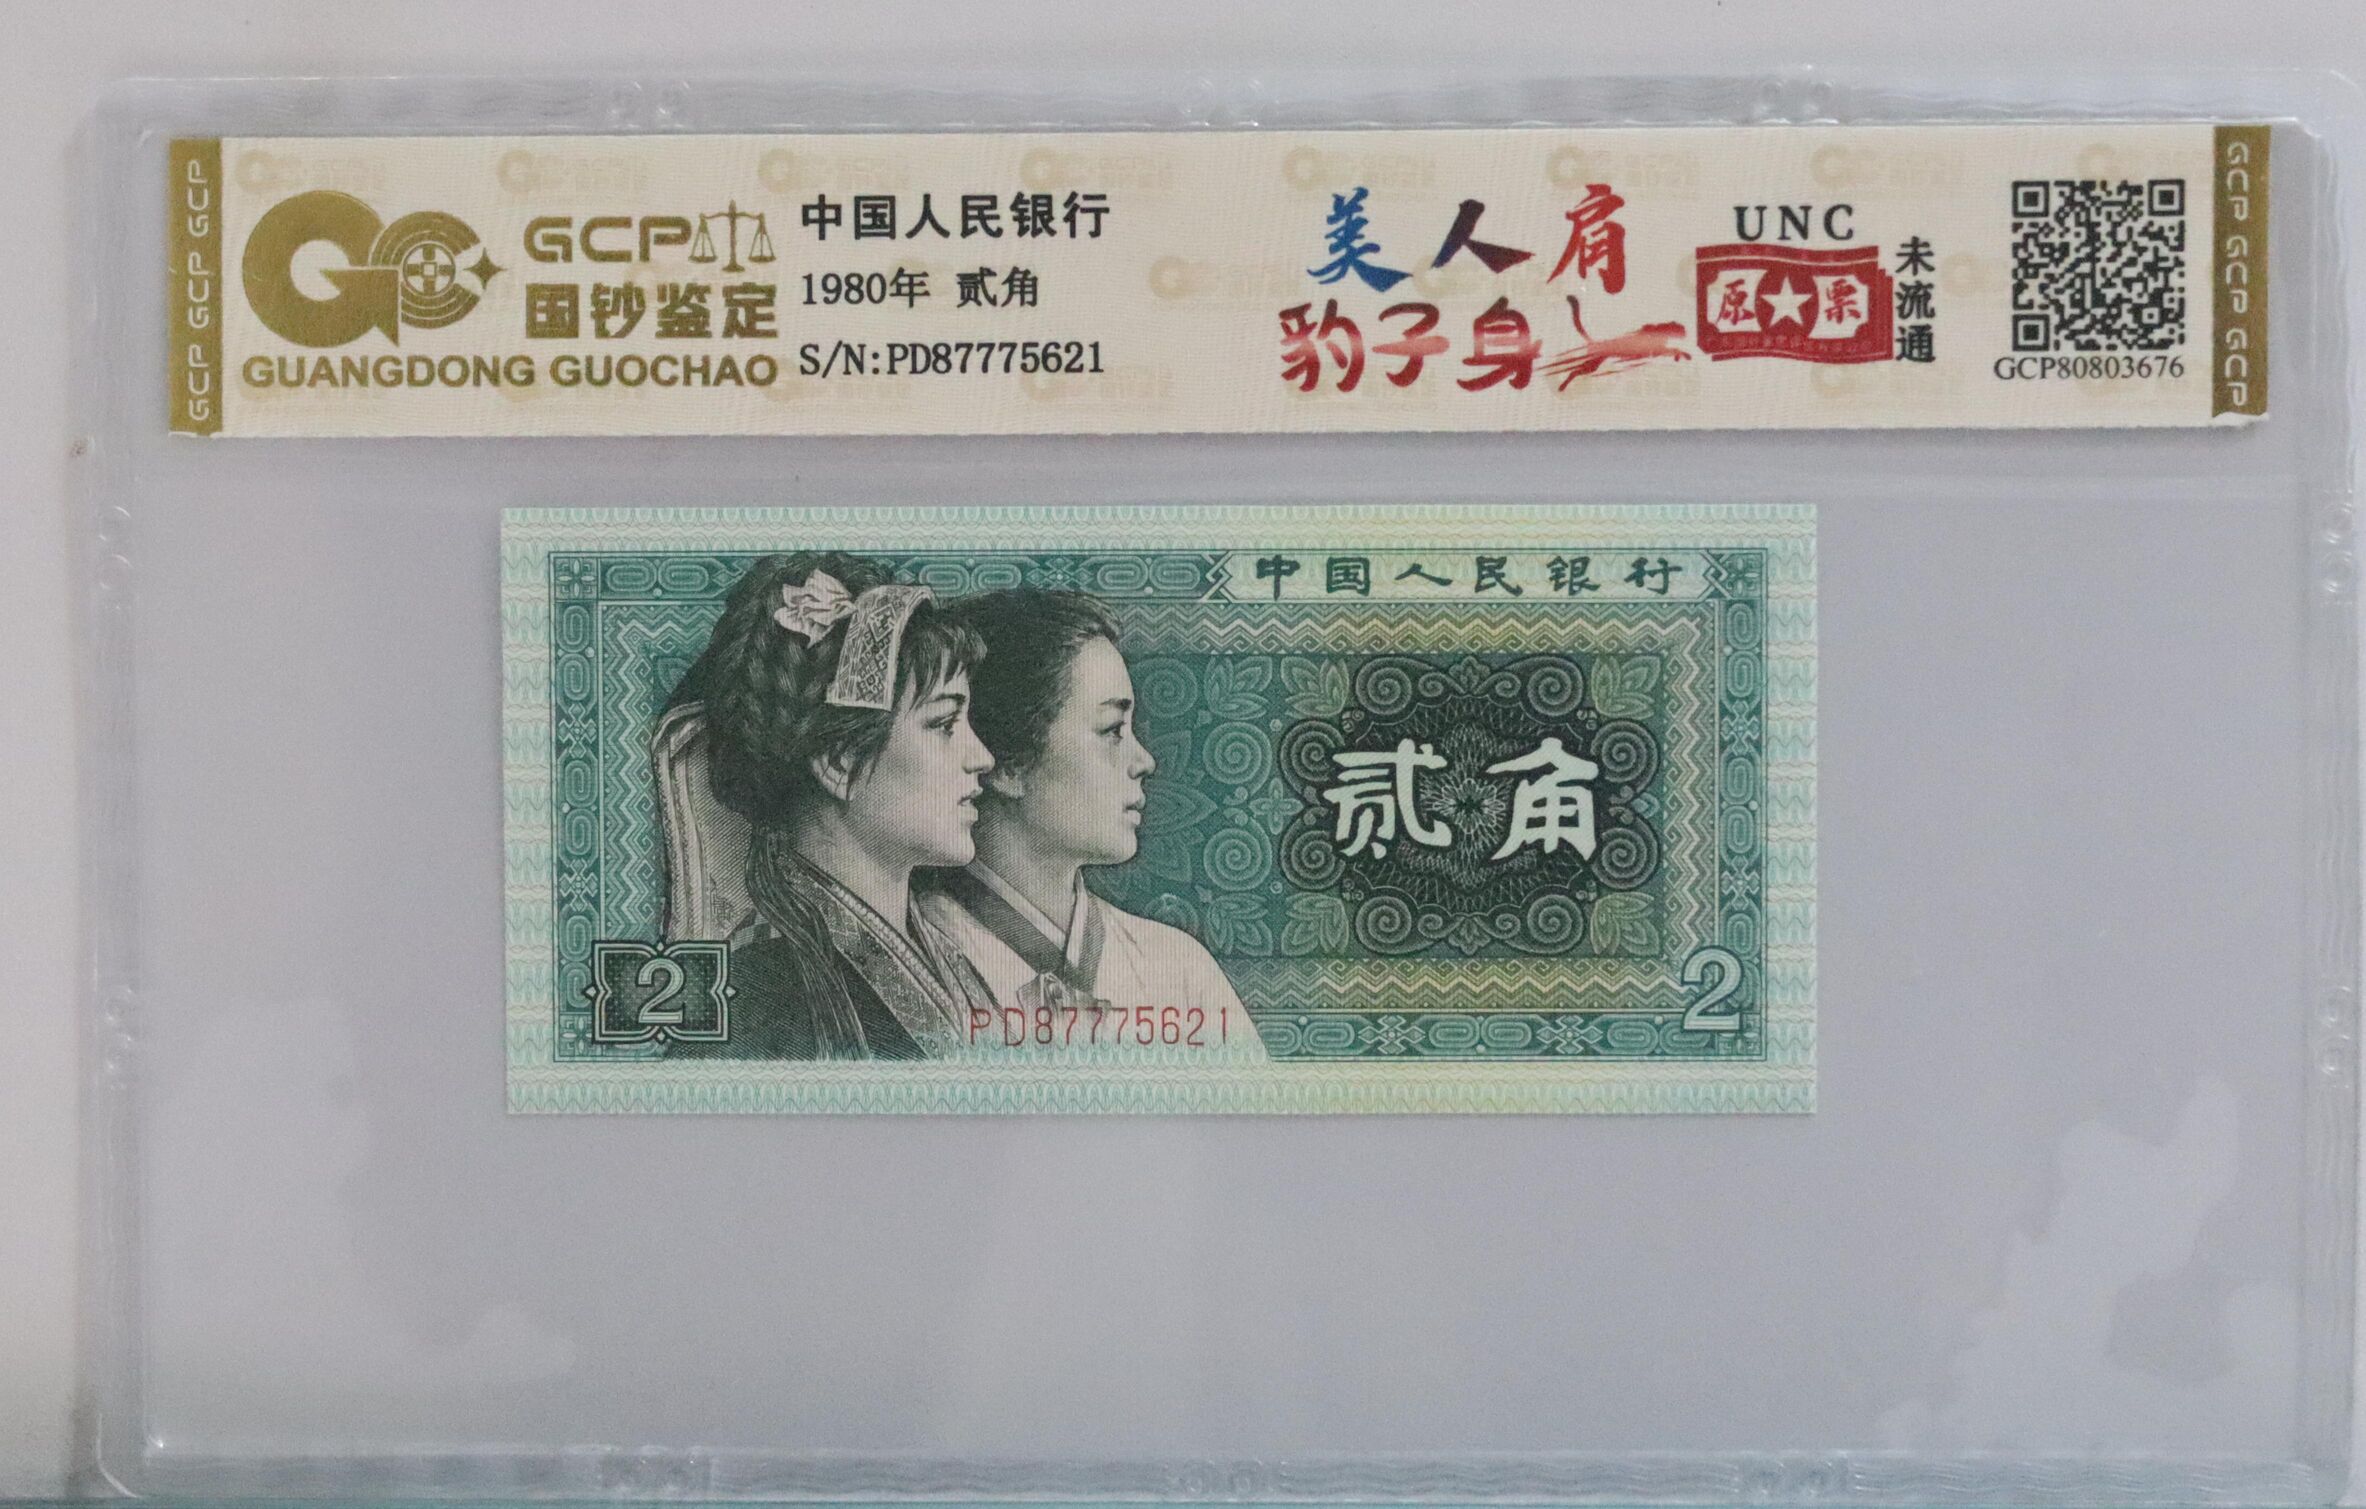 GCP GCP GCP
GCP
国钞鉴定
GUANGDONG GUOCHAO
中国人民银行
1980年 贰角
S/N:PD87775621
美人肩
豹子身
UNC
原票
未流通
GCP80803676
GCP GCP GCP
中国人民银行
贰角
2
PD87775621
2